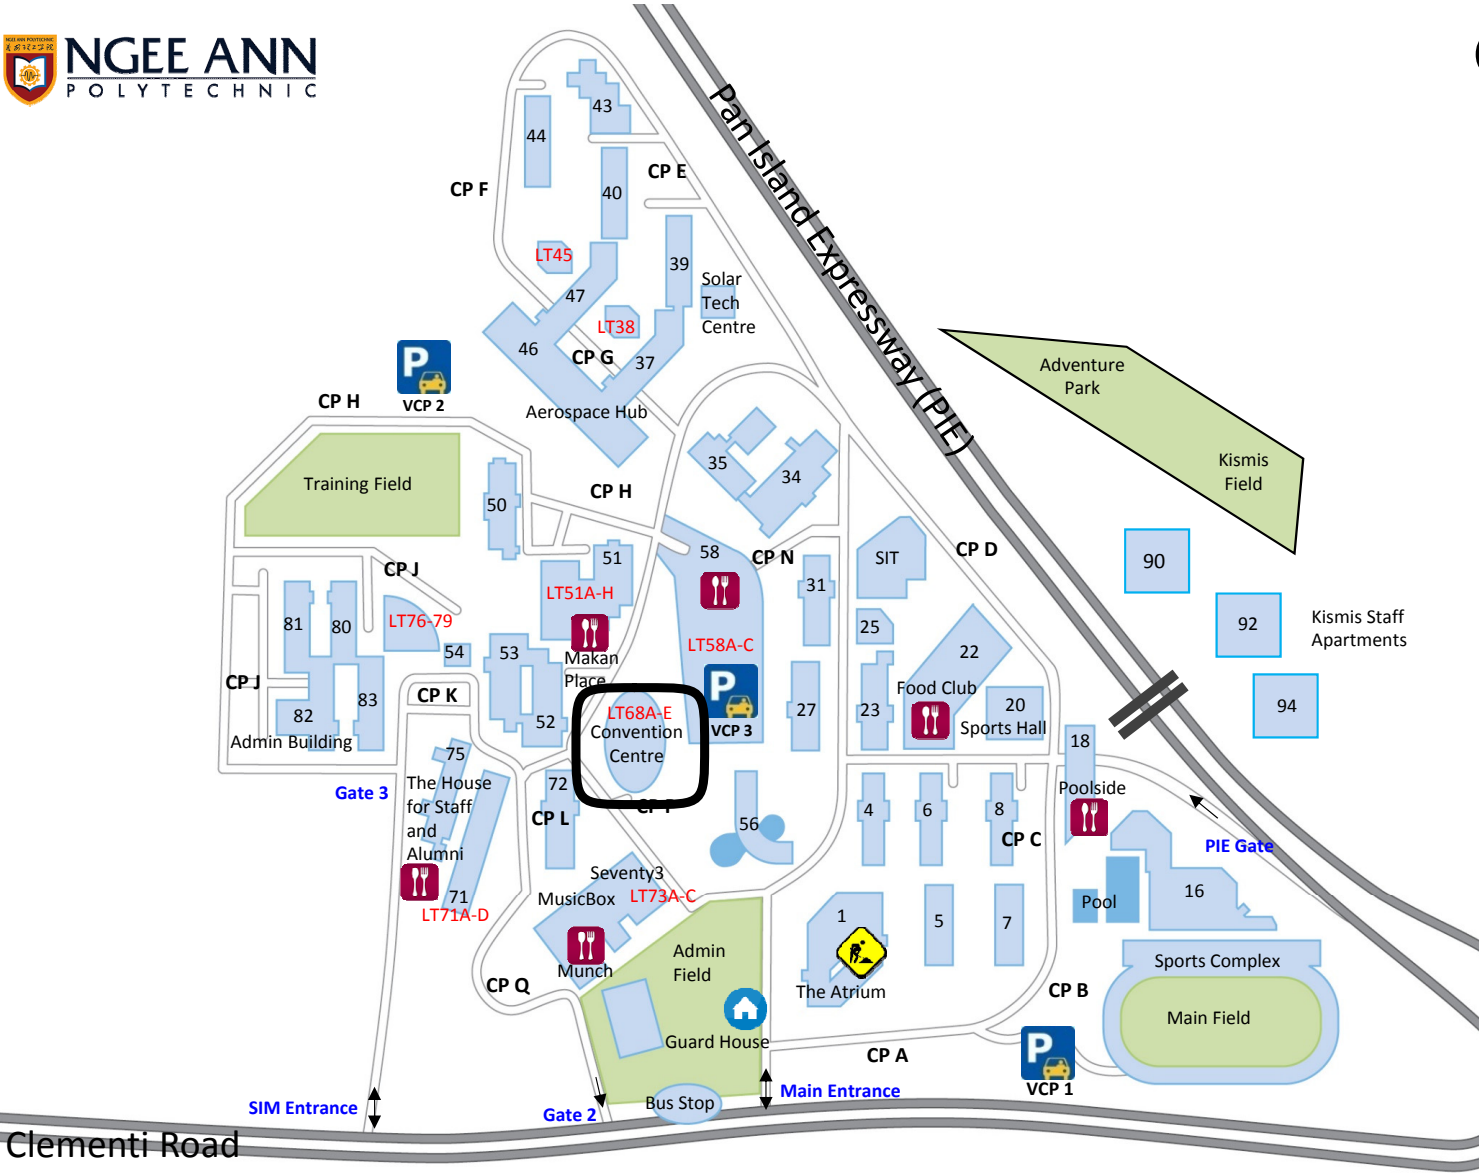 NGEE ANN
POLYTECHNIC
Pan Island Expressway (PIE)
43
44
CP E
CP F
40
LT45
39
Solar
Tech
Centre
47
LT38
46
CP G
37
Adventure
Park
P
VCP 2
CP H
Aerospace Hub
Kismis
Field
35
34
Training Field
CP H
50
58
CP N
SIT
CP D
90
51
CP J
LT51A-H
31
81
80
LT76-79
25
92
Kismis Staff
Apartments
54
53
Makan
Place
LT58A-C
22
CP J
CP K
83
P
VCP 3
27
Food Club
23
20
Sports Hall
94
82
Admin Building
52
LT68A-E
Convention
Centre
18
75
The House
for Staff
and
Alumni
Gate 3
72
CP L
56
4
6
8
CP C
Poolside
PIE Gate
71
LT71A-D
Seventy3
MusicBox
LT73A-C
Munch
1
The Atrium
5
7
Pool
16
Admin
Field
Sports Complex
CP Q
CP B
Main Field
Guard House
CP A
P
VCP 1
SIM Entrance
Gate 2
Bus Stop
Main Entrance
Clementi Road